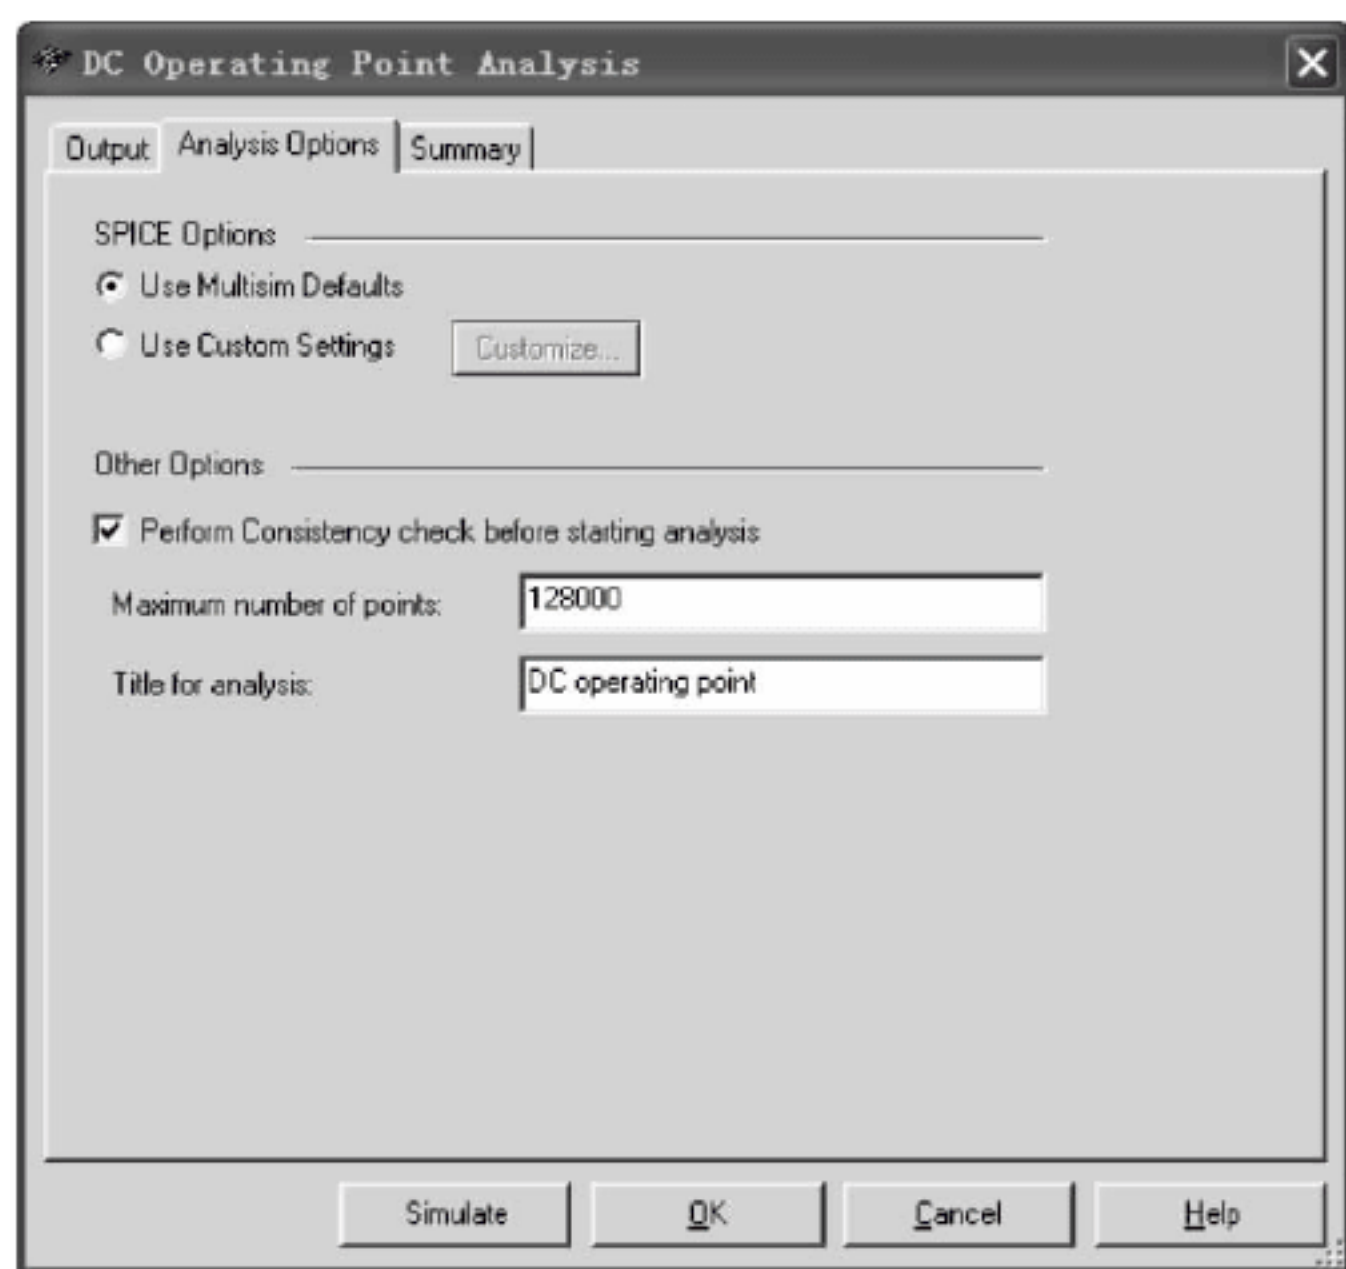 DC Operating Point Analysis
Output Analysis Options Summary
SPICE Options
Use Multisim Defaults
Use Custom Settings Customize...
Other Options
Perform Consistency check before starting analysis
Maximum number of points: 128000
Title for analysis: DC operating point
Simulate OK Cancel Help